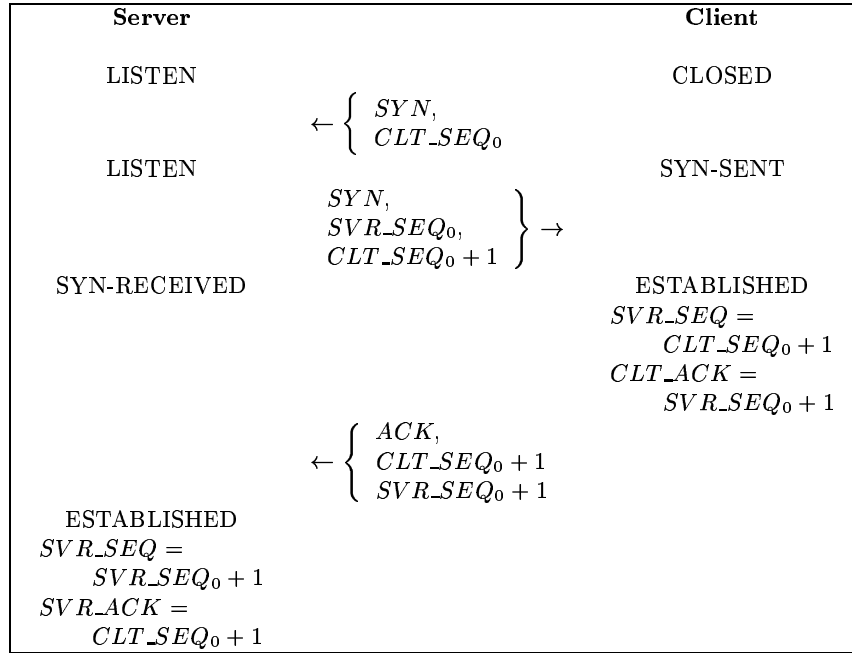 Server Client
LISTEN CLOSED
← { SYN,
CLT_SEQ₀
LISTEN SYN-SENT
SYN,
SVR_SEQ₀, } →
CLT_SEQ₀ + 1
SYN-RECEIVED ESTABLISHED
SVR_SEQ =
CLT_SEQ₀ + 1
CLT_ACK =
SVR_SEQ₀ + 1
ACK,
← { CLT_SEQ₀ + 1
SVR_SEQ₀ + 1
ESTABLISHED
SVR_SEQ =
SVR_SEQ₀ + 1
SVR_ACK =
CLT_SEQ₀ + 1